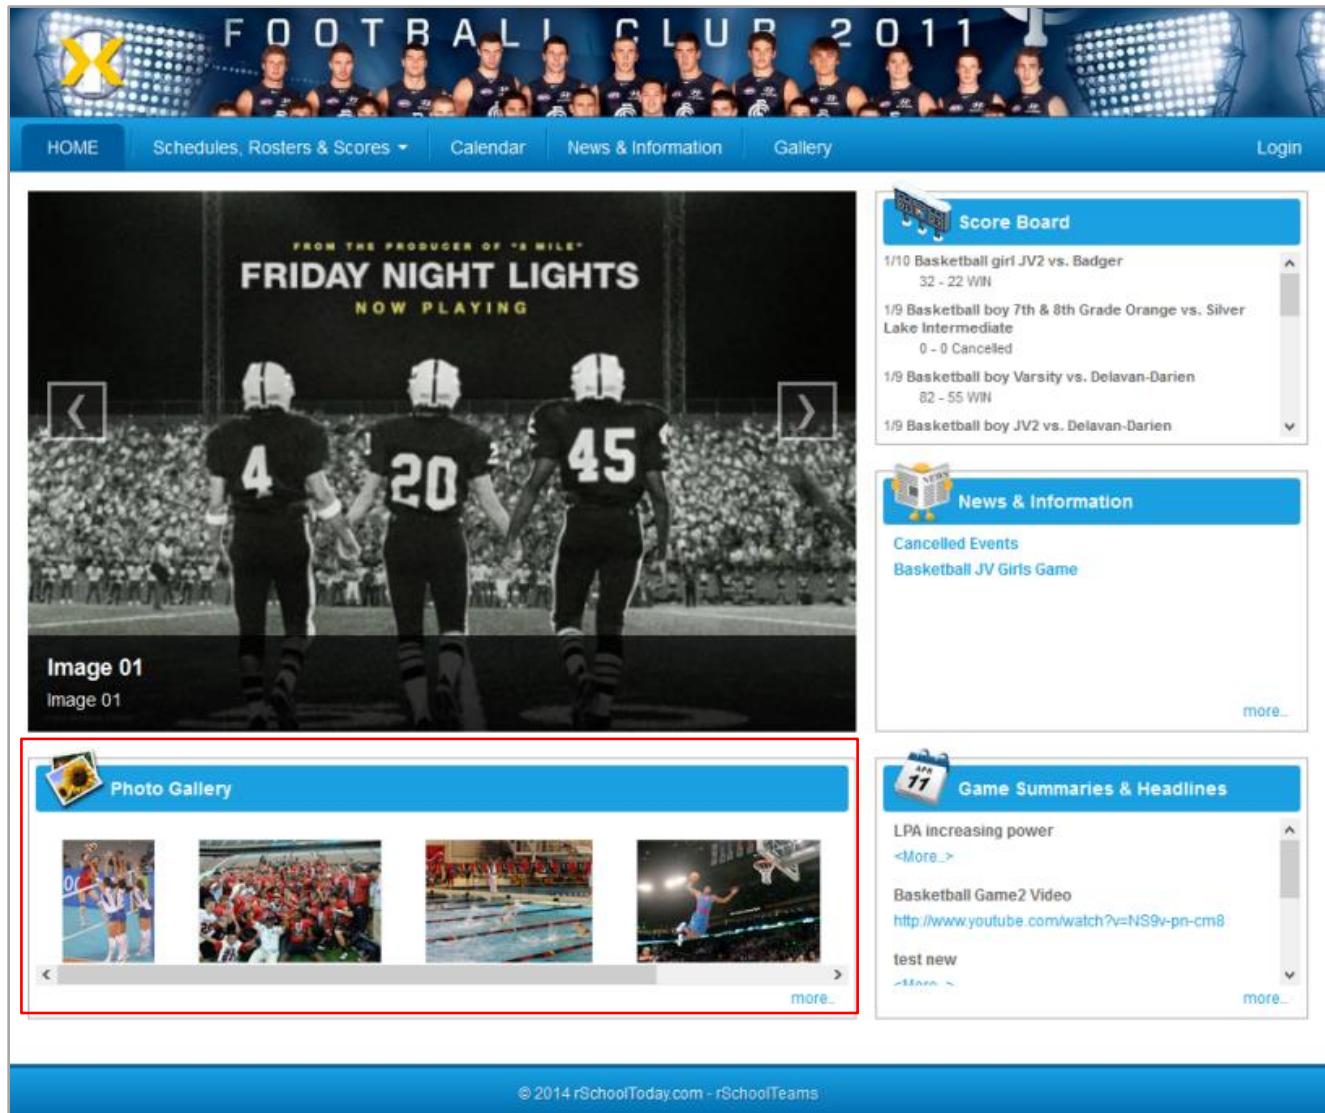 FOOTBALL CLUB 2011
HOME Schedules, Rosters & Scores Calendar News & Information Gallery Login
FROM THE PRODUCER OF "8 MILE"
FRIDAY NIGHT LIGHTS
NOW PLAYING
4
20
45
Image 01
Image 01
Score Board
1/10 Basketball girl JV2 vs. Badger
32 - 22 WIN
1/9 Basketball boy 7th & 8th Grade Orange vs. Silver
Lake Intermediate
0 - 0 Cancelled
1/9 Basketball boy Varsity vs. Delavan-Darien
82 - 55 WIN
1/9 Basketball boy JV2 vs. Delavan-Darien
NEWS
News & Information
Cancelled Events
Basketball JV Girls Game
more..
Photo Gallery
more..
APR
11
Game Summaries & Headlines
LPA increasing power
<More..>
Basketball Game2 Video
http://www.youtube.com/watch?v=NS9v-pn-cm8
test new
<More..>
more..
© 2014 rSchoolToday.com - rSchoolTeams